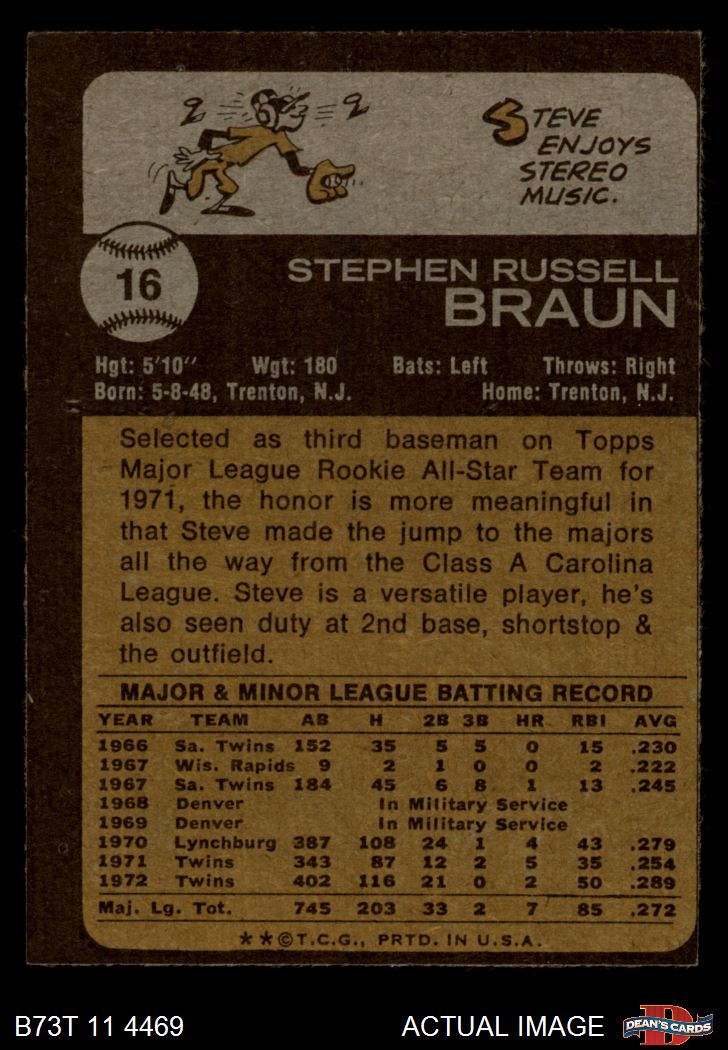 STEVE
ENJOYS
STEREO
MUSIC.
16
STEPHEN RUSSELL
BRAUN
Hgt: 5'10" Wgt: 180 Bats: Left Throws: Right
Born: 5-8-48, Trenton, N.J. Home: Trenton, N.J.
Selected as third baseman on Topps
Major League Rookie All-Star Team for
1971, the honor is more meaningful in
that Steve made the jump to the majors
all the way from the Class A Carolina
League. Steve is a versatile player, he's
also seen duty at 2nd base, shortstop &
the outfield.
MAJOR & MINOR LEAGUE BATTING RECORD
YEAR TEAM AB H 2B 3B HR RBI AVG
1966 Sa. Twins 152 35 5 5 0 15 .230
1967 Wis. Rapids 9 2 1 0 0 2 .222
1967 Sa. Twins 184 45 6 8 1 13 .245
1968 Denver In Military Service
1969 Denver In Military Service
1970 Lynchburg 387 108 24 1 4 43 .279
1971 Twins 343 87 12 2 5 35 .254
1972 Twins 402 116 21 0 2 50 .289
Maj. Lg. Tot. 745 203 33 2 7 85 .272
**©T.C.G., PRTD. IN U.S.A.
B73T 11 4469 ACTUAL IMAGE
D
DEAN'S CARDS